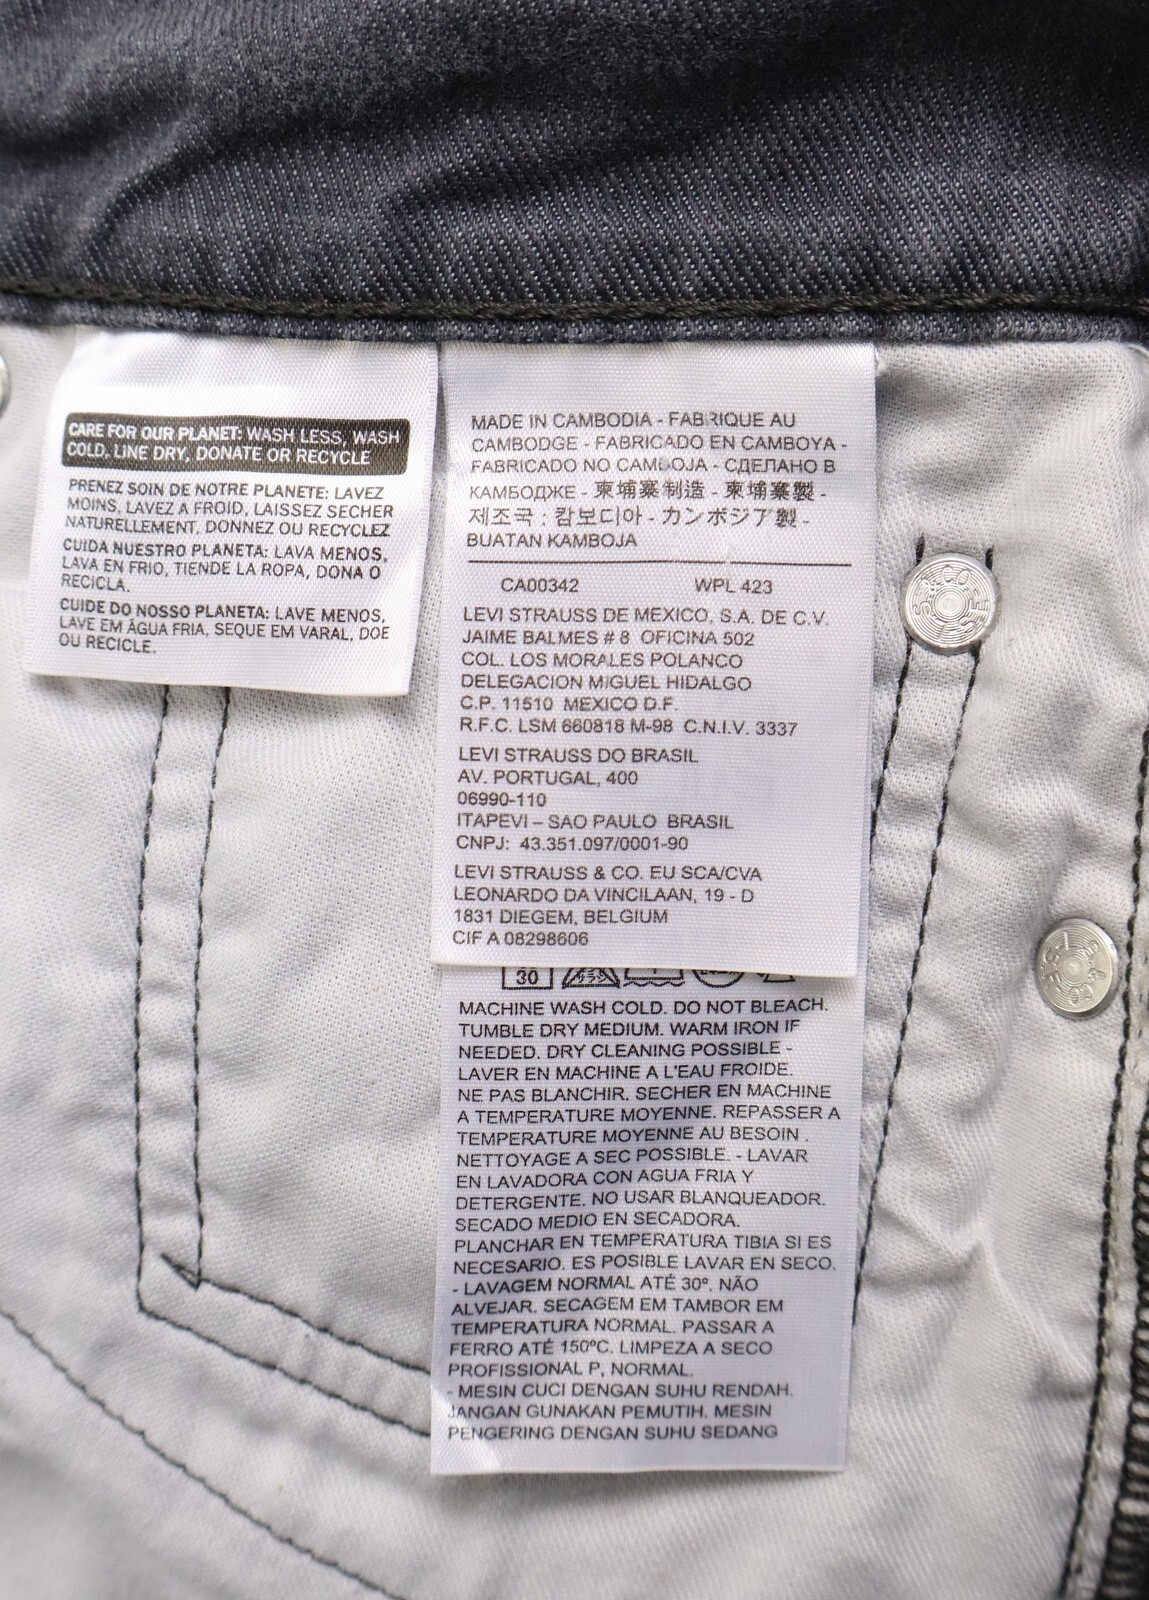 CARE FOR OUR PLANET: WASH LESS, WASH
COLD. LINE DRY, DONATE OR RECYCLE
PRENEZ SOIN DE NOTRE PLANETE: LAVEZ
MOINS, LAVEZ A FROID, LAISSEZ SECHER
NATURELLEMENT, DONNEZ OU RECYCLEZ
CUIDA NUESTRO PLANETA: LAVA MENOS,
LAVA EN FRIO, TIENDE LA ROPA, DONA O
RECICLA.
CUIDE DO NOSSO PLANETA: LAVE MENOS,
LAVE EM ÁGUA FRIA, SEQUE EM VARAL, DOE
OU RECICLE.
MADE IN CAMBODIA - FABRIQUE AU
CAMBODGE - FABRICADO EN CAMBOYA -
FABRICADO NO CAMBOJA - СДЕЛАНО В
КАМБОДЖЕ - 柬埔寨制造 - 柬埔寨製 -
제조국 : 캄보디아 - カンボジア製 -
BUATAN KAMBOJA
CA00342 WPL 423
LEVI STRAUSS DE MEXICO, S.A. DE C.V.
JAIME BALMES # 8 OFICINA 502
COL. LOS MORALES POLANCO
DELEGACION MIGUEL HIDALGO
C.P. 11510 MEXICO D.F.
R.F.C. LSM 660818 M-98 C.N.I.V. 3337
LEVI STRAUSS DO BRASIL
AV. PORTUGAL, 400
06990-110
ITAPEVI – SAO PAULO BRASIL
CNPJ: 43.351.097/0001-90
LEVI STRAUSS & CO. EU SCA/CVA
LEONARDO DA VINCILAAN, 19 - D
1831 DIEGEM, BELGIUM
CIF A 08298606
30
MACHINE WASH COLD. DO NOT BLEACH.
TUMBLE DRY MEDIUM. WARM IRON IF
NEEDED. DRY CLEANING POSSIBLE -
LAVER EN MACHINE A L'EAU FROIDE.
NE PAS BLANCHIR. SECHER EN MACHINE
A TEMPERATURE MOYENNE. REPASSER A
TEMPERATURE MOYENNE AU BESOIN .
NETTOYAGE A SEC POSSIBLE. - LAVAR
EN LAVADORA CON AGUA FRIA Y
DETERGENTE. NO USAR BLANQUEADOR.
SECADO MEDIO EN SECADORA.
PLANCHAR EN TEMPERATURA TIBIA SI ES
NECESARIO. ES POSIBLE LAVAR EN SECO.
- LAVAGEM NORMAL ATÉ 30º. NÃO
ALVEJAR. SECAGEM EM TAMBOR EM
TEMPERATURA NORMAL. PASSAR A
FERRO ATÉ 150ºC. LIMPEZA A SECO
PROFISSIONAL P, NORMAL.
- MESIN CUCI DENGAN SUHU RENDAH.
JANGAN GUNAKAN PEMUTIH. MESIN
PENGERING DENGAN SUHU SEDANG